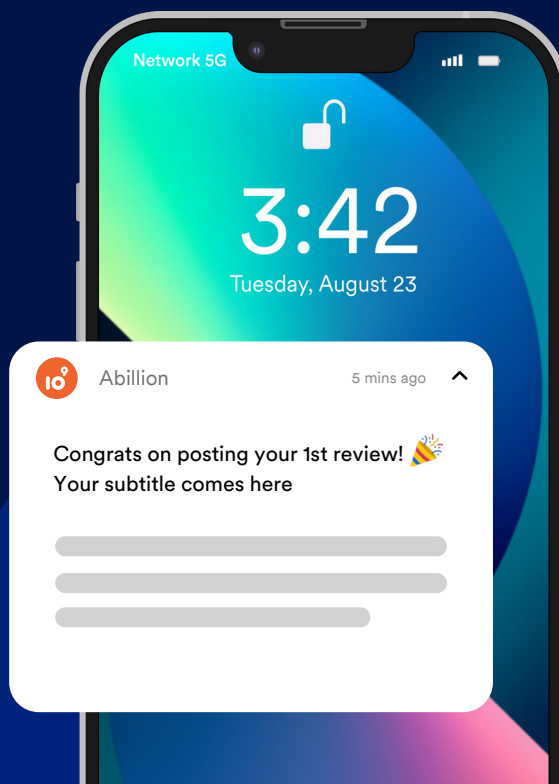 Network 5G
3:42
Tuesday, August 23
Abillion
5 mins ago
Congrats on posting your 1st review! 🎉
Your subtitle comes here